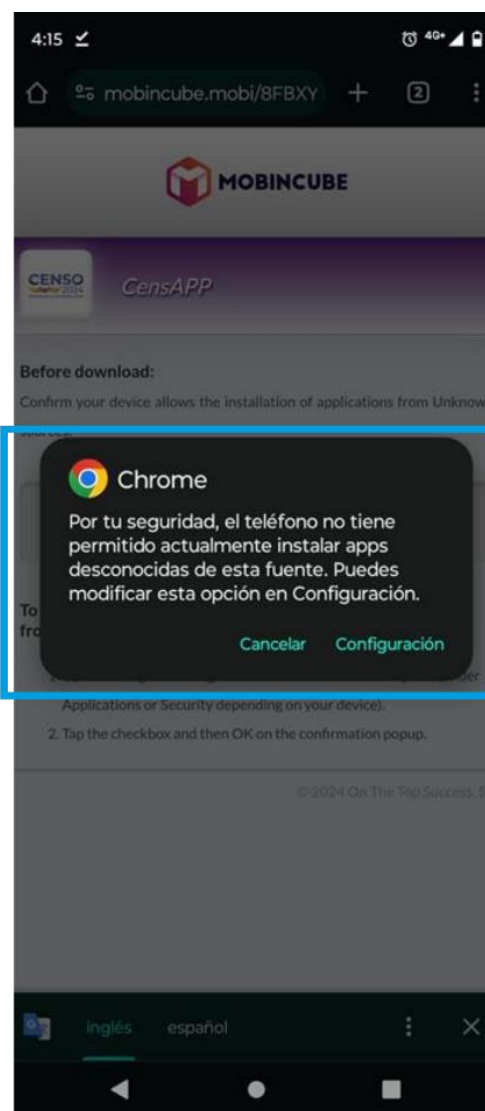 4:15
4G+
mobincube.mobi/8FBXY
2
MOBINCUBE
CENSO
2024
CensAPP
Before download:
Confirm your device allows the installation of applications from Unknow
sources.
Chrome
Por tu seguridad, el teléfono no tiene
permitido actualmente instalar apps
desconocidas de esta fuente. Puedes
modificar esta opción en Configuración.
Cancelar Configuración
To
fro
Applications or Security depending on your device).
2. Tap the checkbox and then OK on the confirmation popup.
© 2024 On The Top Success, S
inglés español